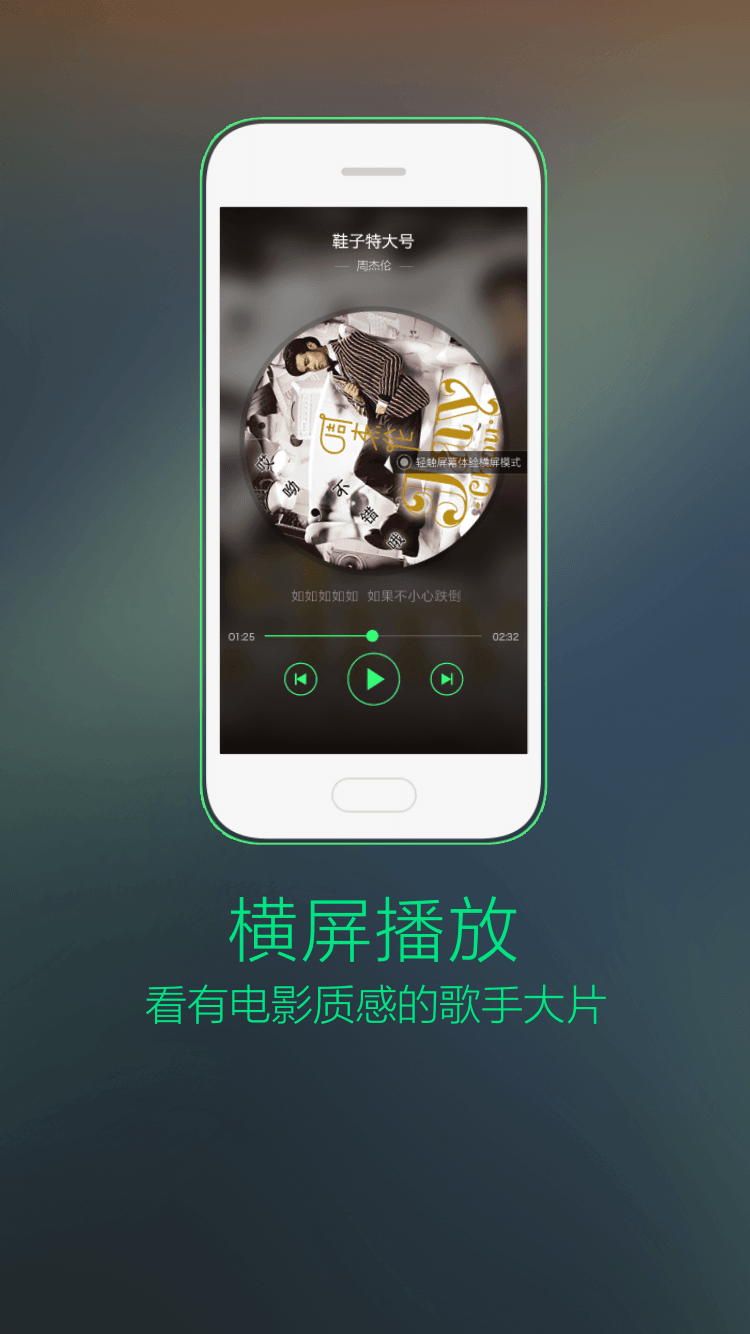 鞋子特大号
周杰伦
周杰伦
Jay
Chou
轻触屏幕体验横屏模式
哎呦不错哦
如如如如如 如果不小心跌倒
01:25
02:32
横屏播放
看有电影质感的歌手大片